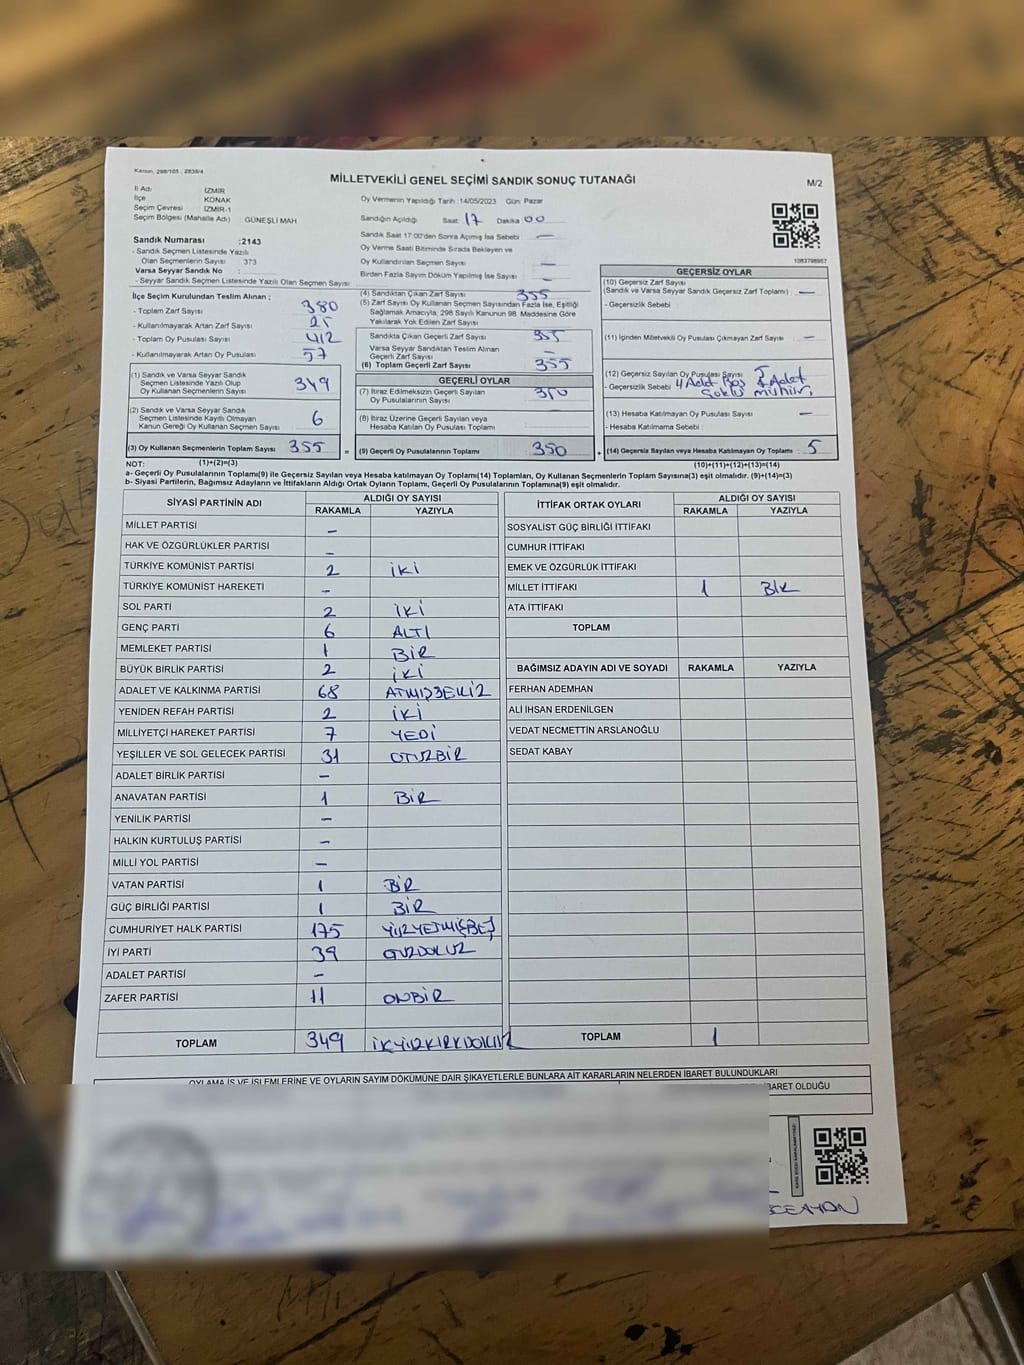 Kanun: 298/105 ; 2839/4
MİLLETVEKİLİ GENEL SEÇİMİ SANDIK SONUÇ TUTANAĞI
M/2
İl Adı İZMİR
İlçe KONAK
Seçim Çevresi İZMİR-1
Seçim Bölgesi (Mahalle Adı) GÜNEŞLİ MAH
Oy Vermenin Yapıldığı Tarih :14/05/2023 Gün: Pazar
Sandığın Açıldığı Saat 17 Dakika 00
Sandık Saat 17:00'den Sonra Açılmış İse Sebebi —
Oy Verme Saati Bitiminde Sırada Bekleyen ve
Oy Kullandırılan Seçmen Sayısı —
Birden Fazla Sayım Döküm Yapılmış İse Sayısı —
1083798957
Sandık Numarası :2143
- Sandık Seçmen Listesinde Yazılı
Olan Seçmenlerin Sayısı 373
Varsa Seyyar Sandık No :
- Seyyar Sandık Seçmen Listesinde Yazılı Olan Seçmen Sayısı
İlçe Seçim Kurulundan Teslim Alınan ;
- Toplam Zarf Sayısı 380
- Kullanılmayarak Artan Zarf Sayısı 25
- Toplam Oy Pusulası Sayısı 412
- Kullanılmayarak Artan Oy Pusulası 57
(1) Sandık ve Varsa Seyyar Sandık
Seçmen Listesinde Yazılı Olup
Oy Kullanan Seçmen Sayısı 349
(2) Sandık ve Varsa Seyyar Sandık
Seçmen Listesinde Kayıtlı Olmayan
Kanun Gereği Oy Kullanan Seçmen Sayısı 6
(3) Oy Kullanan Seçmenlerin Toplam Sayısı 355
(4) Sandıktan Çıkan Zarf Sayısı 355
(5) Zarf Sayısı Oy Kullanan Seçmen Sayısından Fazla İse, Eşitliği
Sağlamak Amacıyla, 298 Sayılı Kanunun 98. Maddesine Göre
Yakılarak Yok Edilen Zarf Sayısı
Sandıkta Çıkan Geçerli Zarf Sayısı 355
Varsa Seyyar Sandıktan Teslim Alınan
Geçerli Zarf Sayısı —
(6) Toplam Geçerli Zarf Sayısı 355
GEÇERLİ OYLAR
(7) İtiraz Edilmeksizin Geçerli Sayılan
Oy Pusulalarının Sayısı 350
(8) İtiraz Üzerine Geçerli Sayılan veya
Hesaba Katılan Oy Pusulası Toplamı
= (9) Geçerli Oy Pusulası Toplamı 350
GEÇERSİZ OYLAR
(10) Geçersiz Zarf Sayısı
(Sandık ve Varsa Seyyar Sandık Geçersiz Zarf Toplamı) : —
- Geçersizlik Sebebi :
(11) İçinden Milletvekili Oy Pusulası Çıkmayan Zarf Sayısı —
(12) Geçersiz Sayılan Oy Pusulası Sayısı 5
- Geçersizlik Sebebi 4 Adet Adet
mühür
(13) Hesaba Katılmayan Oy Pusulası Sayısı —
- Hesaba Katılmama Sebebi :
+ (14) Geçersiz Sayılan veya Hesaba Katılmayan Oy Toplamı : 5
NOT: (1)+(2)=(3) (10)+(11)+(12)+(13)=(14)
a- Geçerli Oy Pusulalarının Toplamı(9) ile Geçersiz Sayılan veya Hesaba katılmayan Oy Toplamı(14) Toplamları, Oy Kullanan Seçmenlerin Toplam Sayısına(3) eşit olmalıdır. (9)+(14)=(3)
b- Siyasi Partilerin, Bağımsız Adayların ve İttifakların Aldığı Ortak Oyların Toplamı, Geçerli Oy Pusulalarının Toplamına(9) eşit olmalıdır.
SİYASİ PARTİNİN ADI ALDIĞI OY SAYISI
RAKAMLA YAZIYLA
MİLLET PARTİSİ —
HAK VE ÖZGÜRLÜKLER PARTİSİ —
TÜRKİYE KOMÜNİST PARTİSİ 2 İKİ
TÜRKİYE KOMÜNİST HAREKETİ —
SOL PARTİ 2 İKİ
GENÇ PARTİ 6 ALTI
MEMLEKET PARTİSİ 1 BİR
BÜYÜK BİRLİK PARTİSİ 2 İKİ
ADALET VE KALKINMA PARTİSİ 68 ATMIŞSEKİZ
YENİDEN REFAH PARTİSİ 2 İKİ
MİLLİYETÇİ HAREKET PARTİSİ 7 YEDİ
YEŞİLLER VE SOL GELECEK PARTİSİ 31 OTUZBİR
ADALET BİRLİK PARTİSİ —
ANAVATAN PARTİSİ 1 BİR
YENİLİK PARTİSİ —
HALKIN KURTULUŞ PARTİSİ —
MİLLİ YOL PARTİSİ —
VATAN PARTİSİ 1 BİR
GÜÇ BİRLİĞİ PARTİSİ 1 BİR
CUMHURİYET HALK PARTİSİ 175 YÜZYETMİŞBEŞ
İYİ PARTİ 39 OTUZDOKUZ
ADALET PARTİSİ —
ZAFER PARTİSİ 11 ONBİR
TOPLAM 349
İTTİFAK ORTAK OYLARI ALDIĞI OY SAYISI
RAKAMLA YAZIYLA
SOSYALİST GÜÇ BİRLİĞİ İTTİFAKI
CUMHUR İTTİFAKI
EMEK VE ÖZGÜRLÜK İTTİFAKI
MİLLET İTTİFAKI 1 BİR
ATA İTTİFAKI
TOPLAM
BAĞIMSIZ ADAYIN ADI VE SOYADI RAKAMLA YAZIYLA
FERHAN ADEMHAN
ALİ İHSAN ERDENİLGEN
VEDAT NECMETTİN ARSLANOĞLU
SEDAT KABAY
TOPLAM 1
OYLAMA İŞ VE İŞLEMLERİNE VE OYLARIN SAYIM DÖKÜMÜNE DAİR ŞİKAYETLERLE BUNLARA AİT KARARLARIN NELERDEN İBARET BULUNDUKLARI
İBARET OLDUĞU